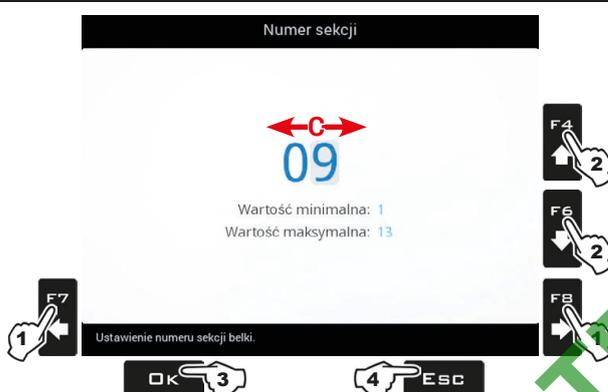 Numer sekcji
C
09
Wartość minimalna: 1
Wartość maksymalna: 13
F4
2
F6
2
F7
1
F8
1
Ustawienie numeru sekcji belki.
OK 3
4 ESC